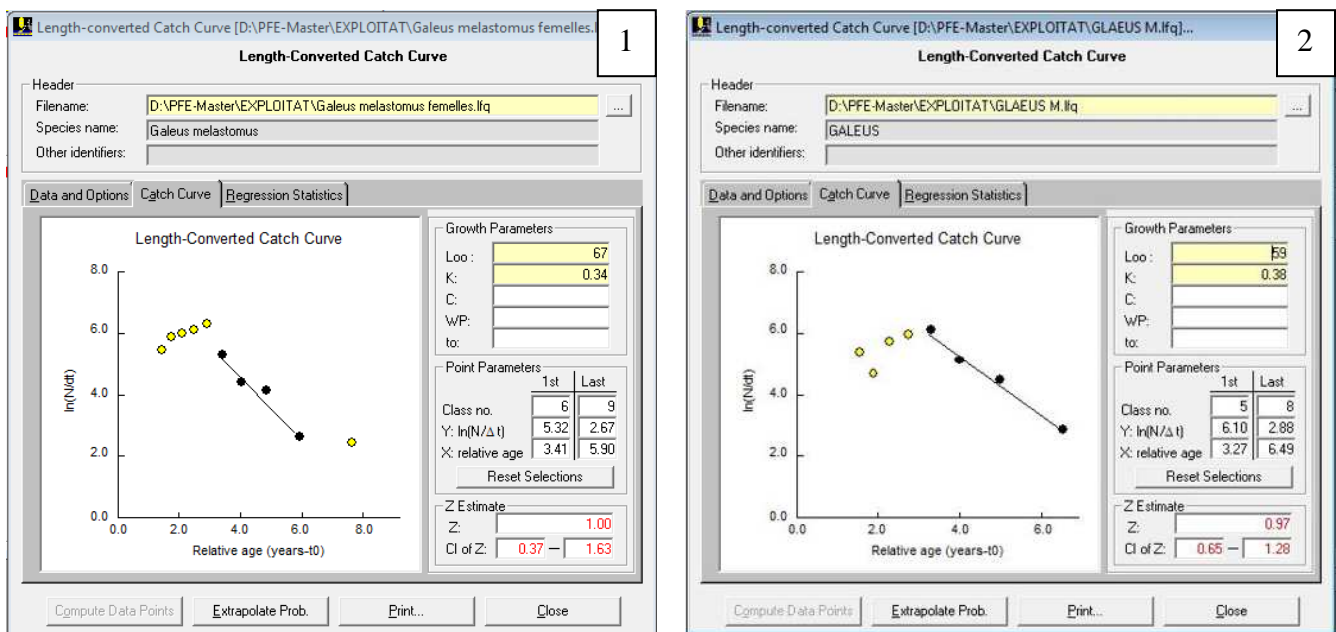 Length-converted Catch Curve [D:\PFE-Master\EXPLOITAT\Galeus melastomus femelles.l
1
Length-Converted Catch Curve
Header
Filename: D:\PFE-Master\EXPLOITAT\Galeus melastomus femelles.lfq ...
Species name: Galeus melastomus
Other identifiers:
Data and Options Catch Curve Regression Statistics
Length-Converted Catch Curve
8.0
6.0
4.0
2.0
0.0
ln(N/dt)
0.0 2.0 4.0 6.0 8.0
Relative age (years-t0)
Growth Parameters
Loo : 67
K: 0.34
C:
WP:
to:
Point Parameters
1st Last
Class no. 6 9
Y: ln(N/Δ t) 5.32 2.67
X: relative age 3.41 5.90
Reset Selections
Z Estimate
Z: 1.00
CI of Z: 0.37 — 1.63
Compute Data Points Extrapolate Prob. Print... Close
Length-converted Catch Curve [D:\PFE-Master\EXPLOITAT\GLAEUS M.lfq]...
2
Length-Converted Catch Curve
Header
Filename: D:\PFE-Master\EXPLOITAT\GLAEUS M.lfq ...
Species name: GALEUS
Other identifiers:
Data and Options Catch Curve Regression Statistics
Length-Converted Catch Curve
8.0
6.0
4.0
2.0
0.0
ln(N/dt)
0.0 2.0 4.0 6.0
Relative age (years-t0)
Growth Parameters
Loo : 59
K: 0.38
C:
WP:
to:
Point Parameters
1st Last
Class no. 5 8
Y: ln(N/Δ t) 6.10 2.88
X: relative age 3.27 6.49
Reset Selections
Z Estimate
Z: 0.97
CI of Z: 0.65 — 1.28
Compute Data Points Extrapolate Prob. Print... Close